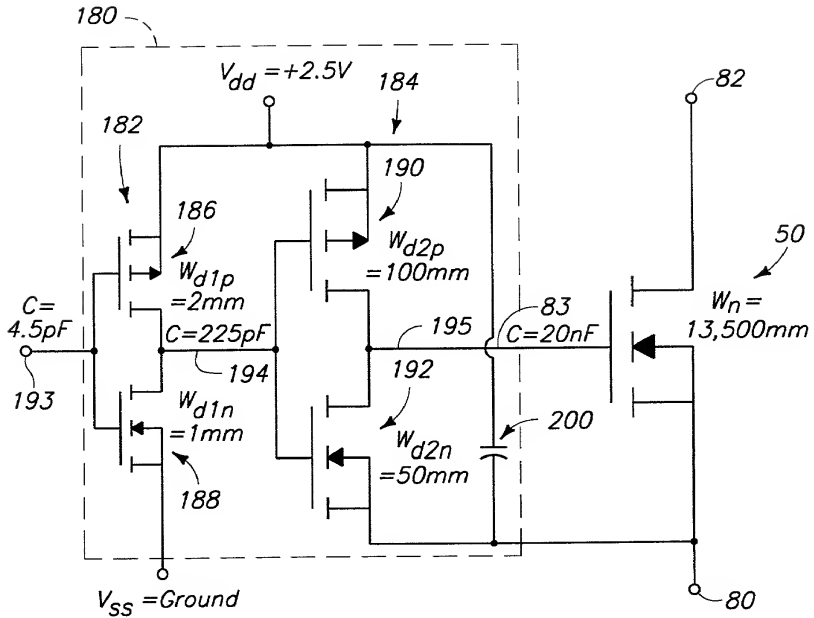 180
V_dd =+2.5V
82
182
184
186
190
50
W_d1p
=2mm
W_d2p
=100mm
W_n=
13,500mm
C=
4.5pF
C=225pF
195
83
C=20nF
193
194
192
W_d1n
=1mm
W_d2n
=50mm
200
188
V_SS =Ground
80